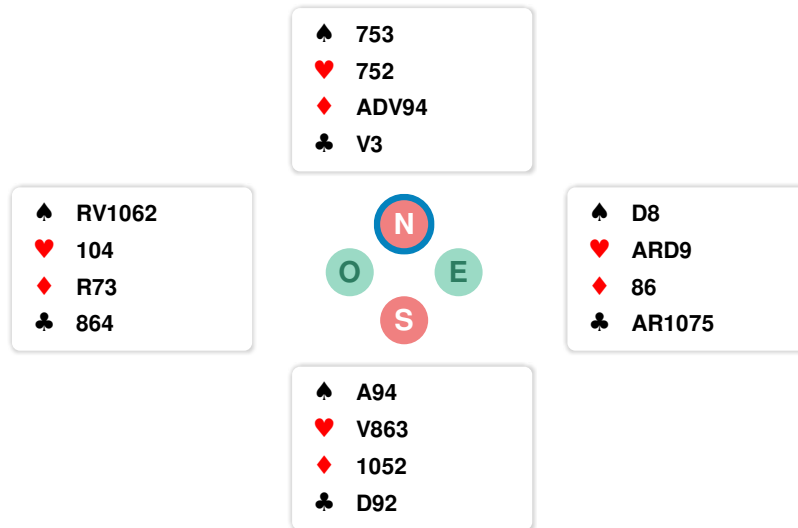 ♠ 753
♥ 752
♦ ADV94
♣ V3
♠ RV1062
♥ 104
♦ R73
♣ 864
N
O E
S
♠ D8
♥ ARD9
♦ 86
♣ AR1075
♠ A94
♥ V863
♦ 1052
♣ D92